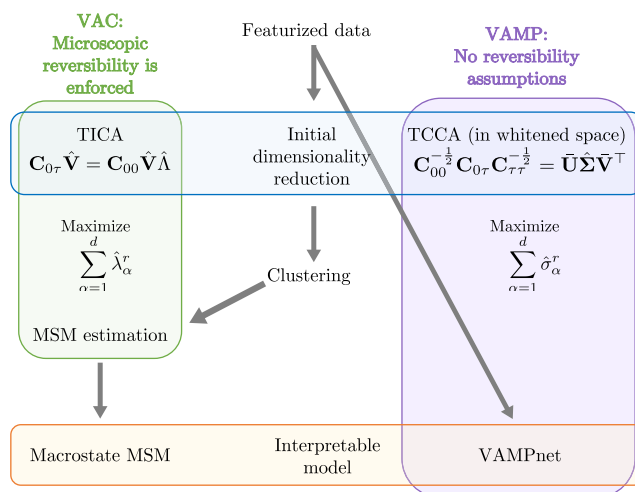 VAC:
Microscopic
reversibility is
enforced
Featurized data
VAMP:
No reversibility
assumptions
TICA
C₀τV̂ = C₀₀V̂Λ̂
Initial
dimensionality
reduction
TCCA (in whitened space)
C₀₀^{-1/2}C₀τCττ^{-1/2} = ŪΣ̂V̄^⊤
Maximize
∑_{α=1}^{d} λ̂_α^r
Clustering
Maximize
∑_{α=1}^{d} σ̂_α^r
MSM estimation
Macrostate MSM
Interpretable
model
VAMPnet